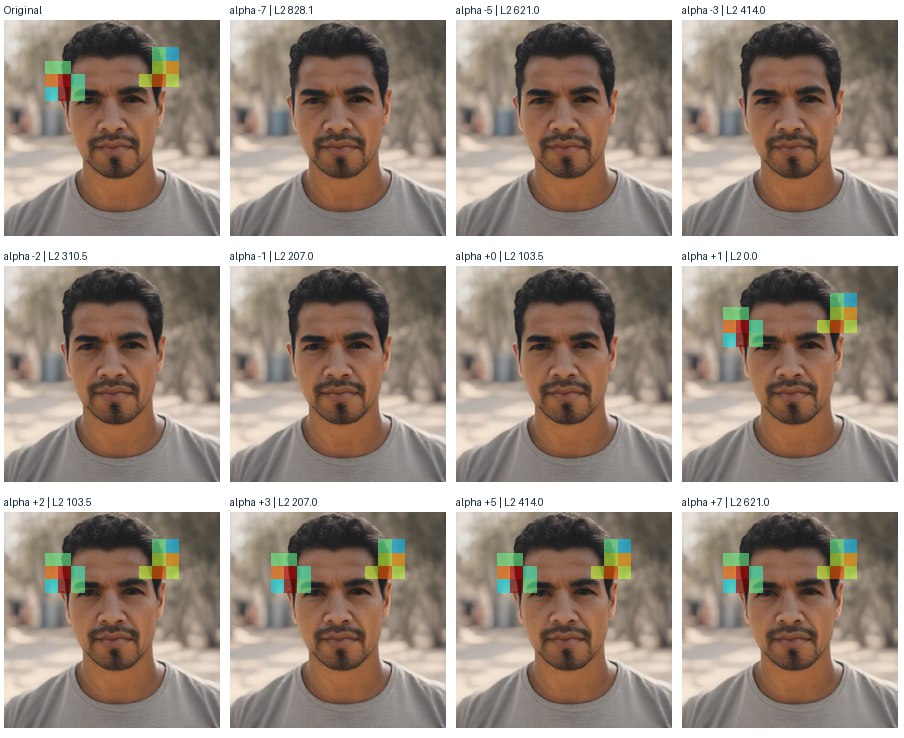 Original
alpha -7 | L2 828.1
alpha -5 | L2 621.0
alpha -3 | L2 414.0
alpha -2 | L2 310.5
alpha -1 | L2 207.0
alpha +0 | L2 103.5
alpha +1 | L2 0.0
alpha +2 | L2 103.5
alpha +3 | L2 207.0
alpha +5 | L2 414.0
alpha +7 | L2 621.0